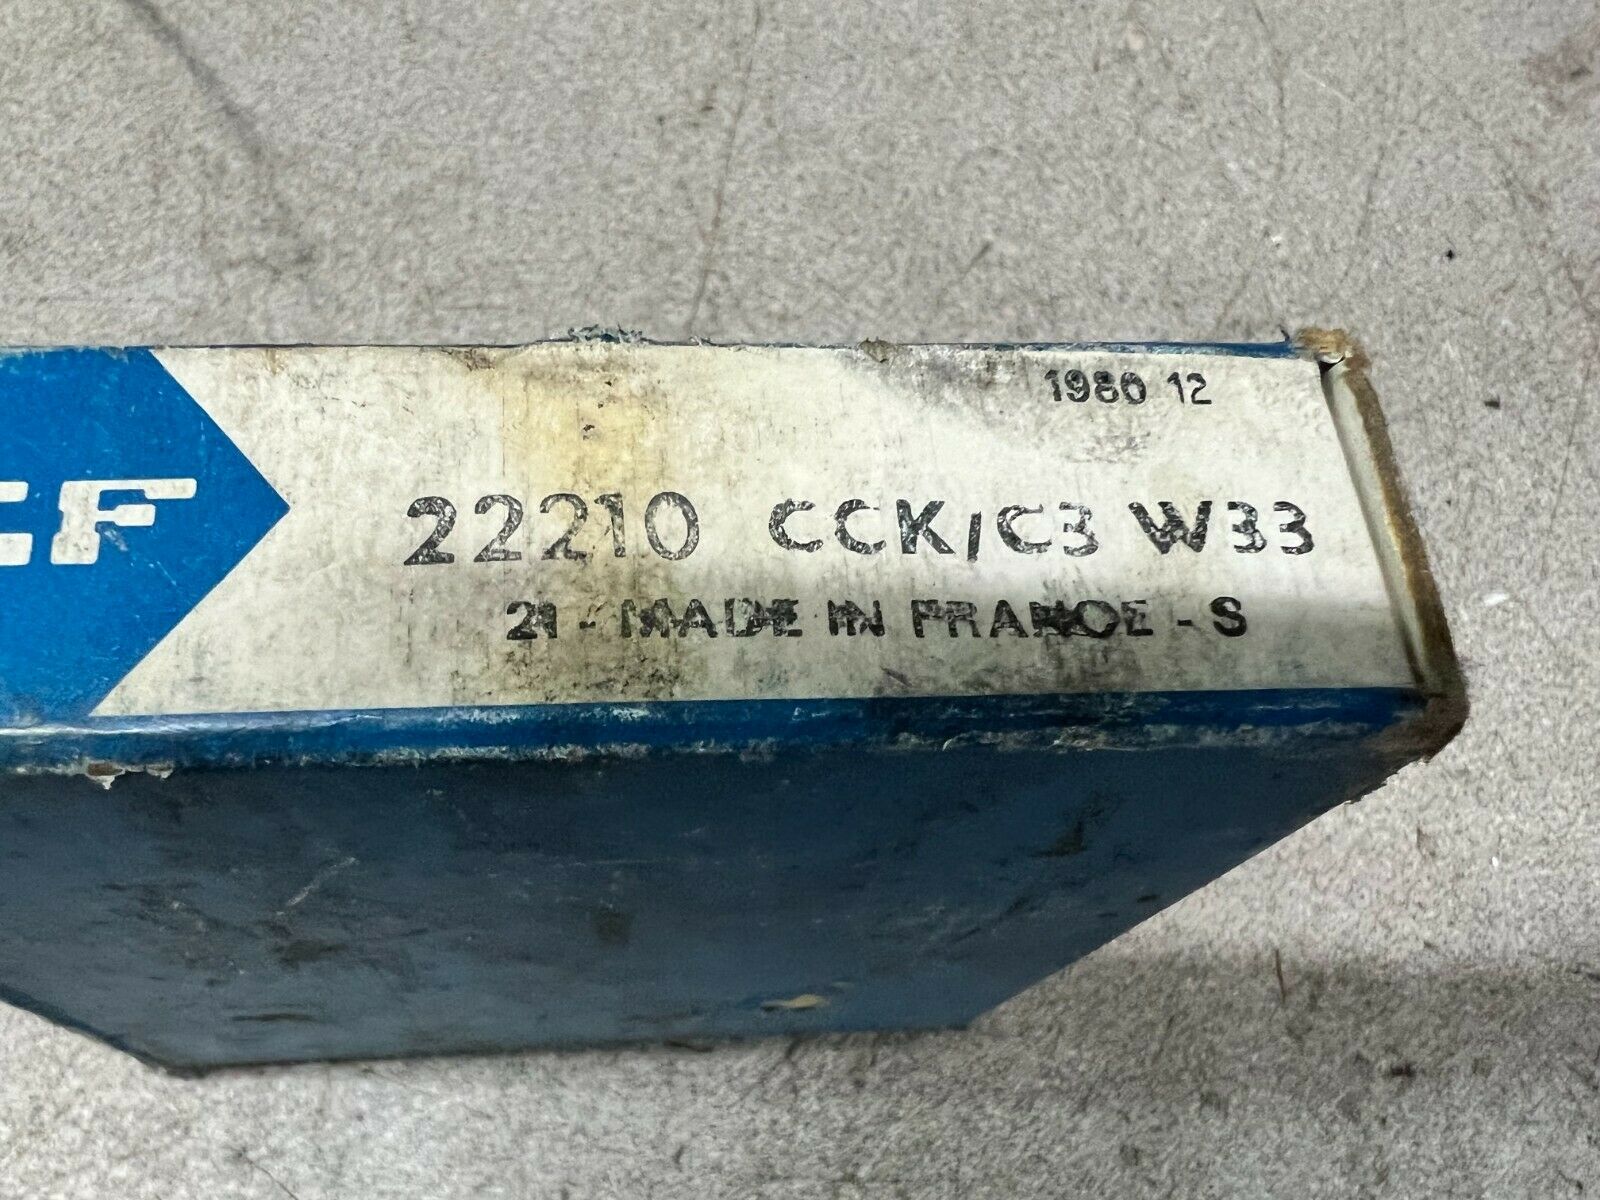 1980 12
CF
22210 CCK/C3 W33
21 - MADE IN FRANCE - S